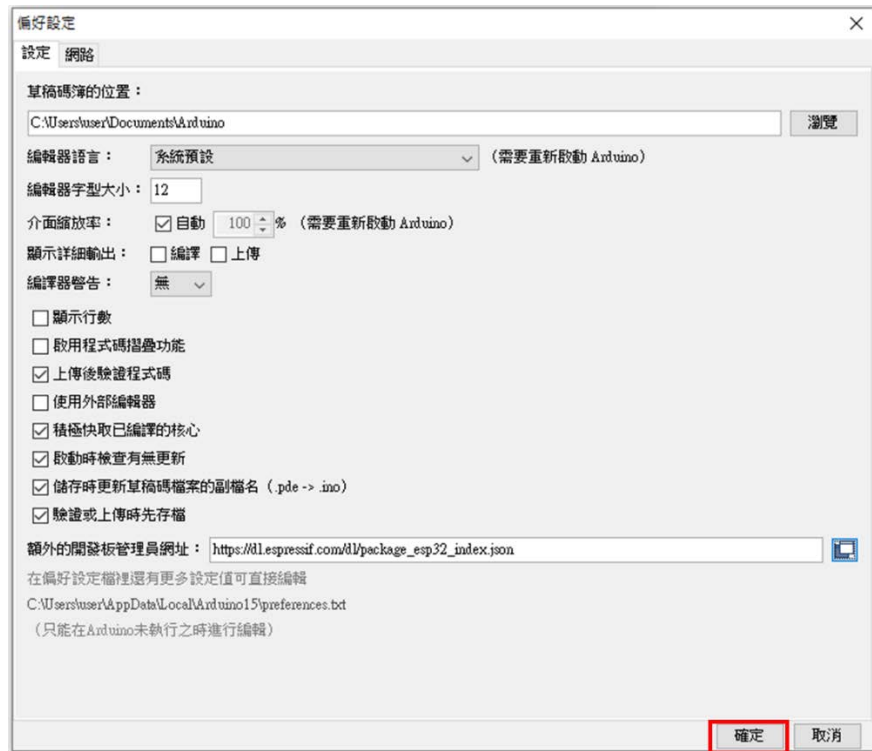 偏好設定
設定 網路
草稿碼簿的位置：
C:\Users\user\Documents\Arduino 瀏覽
編輯器語言： 系統預設 (需要重新啟動 Arduino)
編輯器字型大小： 12
介面縮放率： 自動 100 % (需要重新啟動 Arduino)
顯示詳細輸出： 編譯 上傳
編譯器警告： 無
顯示行數
啟用程式碼摺疊功能
上傳後驗證程式碼
使用外部編輯器
積極快取已編譯的核心
啟動時檢查有無更新
儲存時更新草稿碼檔案的副檔名 (.pde -> .ino)
驗證或上傳時先存檔
額外的開發板管理員網址： https://dl.espressif.com/dl/package_esp32_index.json
在偏好設定檔裡還有更多設定值可直接編輯
C:\Users\user\AppData\Local\Arduino15\preferences.txt
(只能在Arduino未執行之時進行編輯)
確定 取消